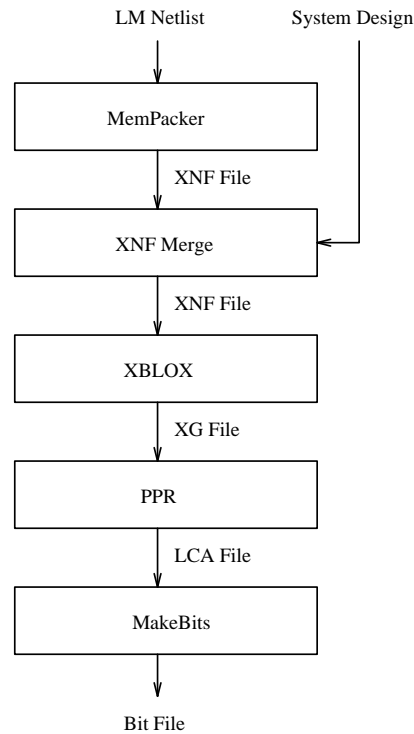 LM Netlist
System Design
MemPacker
XNF File
XNF Merge
XNF File
XBLOX
XG File
PPR
LCA File
MakeBits
Bit File